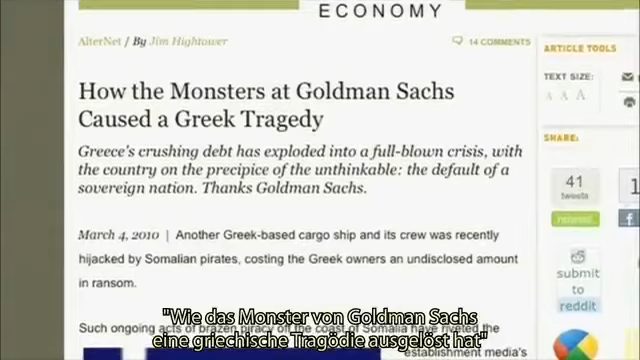 ECONOMY
AlterNet / By Jim Hightower
14 COMMENTS
How the Monsters at Goldman Sachs
Caused a Greek Tragedy
Greece's crushing debt has exploded into a full-blown crisis, with
the country on the precipice of the unthinkable: the default of a
sovereign nation. Thanks Goldman Sachs.
March 4, 2010 | Another Greek-based cargo ship and its crew was recently
hijacked by Somalian pirates, costing the Greek owners an undisclosed amount
in ransom.
Such ongoing acts of brazen piracy off the coast of Somalia have riveted the
establishment media's
ARTICLE TOOLS
TEXT SIZE:
A A A
SHARE:
41
tweets
retweet
1
f
submit
to
reddit
"Wie das Monster von Goldman Sachs
eine griechische Tragödie ausgelöst hat"